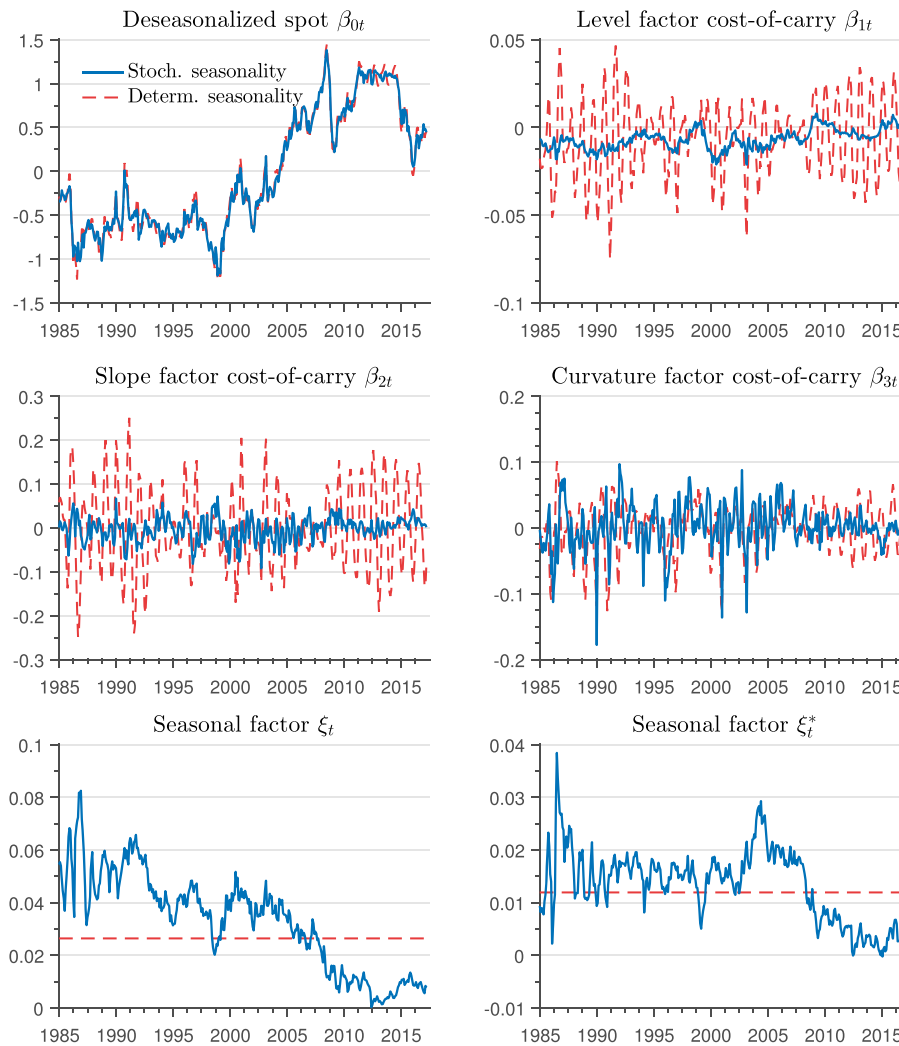 Deseasonalized spot β0t
1.5
1
0.5
0
-0.5
-1
-1.5
Stoch. seasonality
Determ. seasonality
1985 1990 1995 2000 2005 2010 2015
Level factor cost-of-carry β1t
0.05
0
-0.05
-0.1
1985 1990 1995 2000 2005 2010 2015
Slope factor cost-of-carry β2t
0.3
0.2
0.1
0
-0.1
-0.2
-0.3
1985 1990 1995 2000 2005 2010 2015
Curvature factor cost-of-carry β3t
0.2
0.1
0
-0.1
-0.2
1985 1990 1995 2000 2005 2010 2015
Seasonal factor ξt
0.1
0.08
0.06
0.04
0.02
0
1985 1990 1995 2000 2005 2010 2015
Seasonal factor ξ*t
0.04
0.03
0.02
0.01
0
-0.01
1985 1990 1995 2000 2005 2010 2015